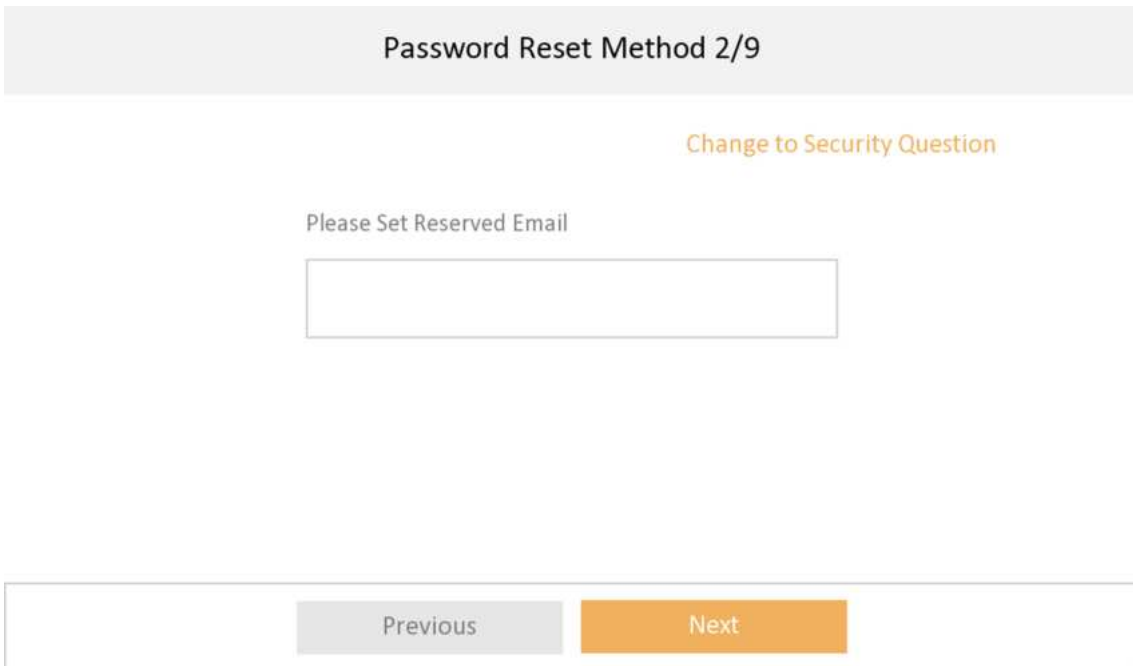 Password Reset Method 2/9
Change to Security Question
Please Set Reserved Email
Previous
Next